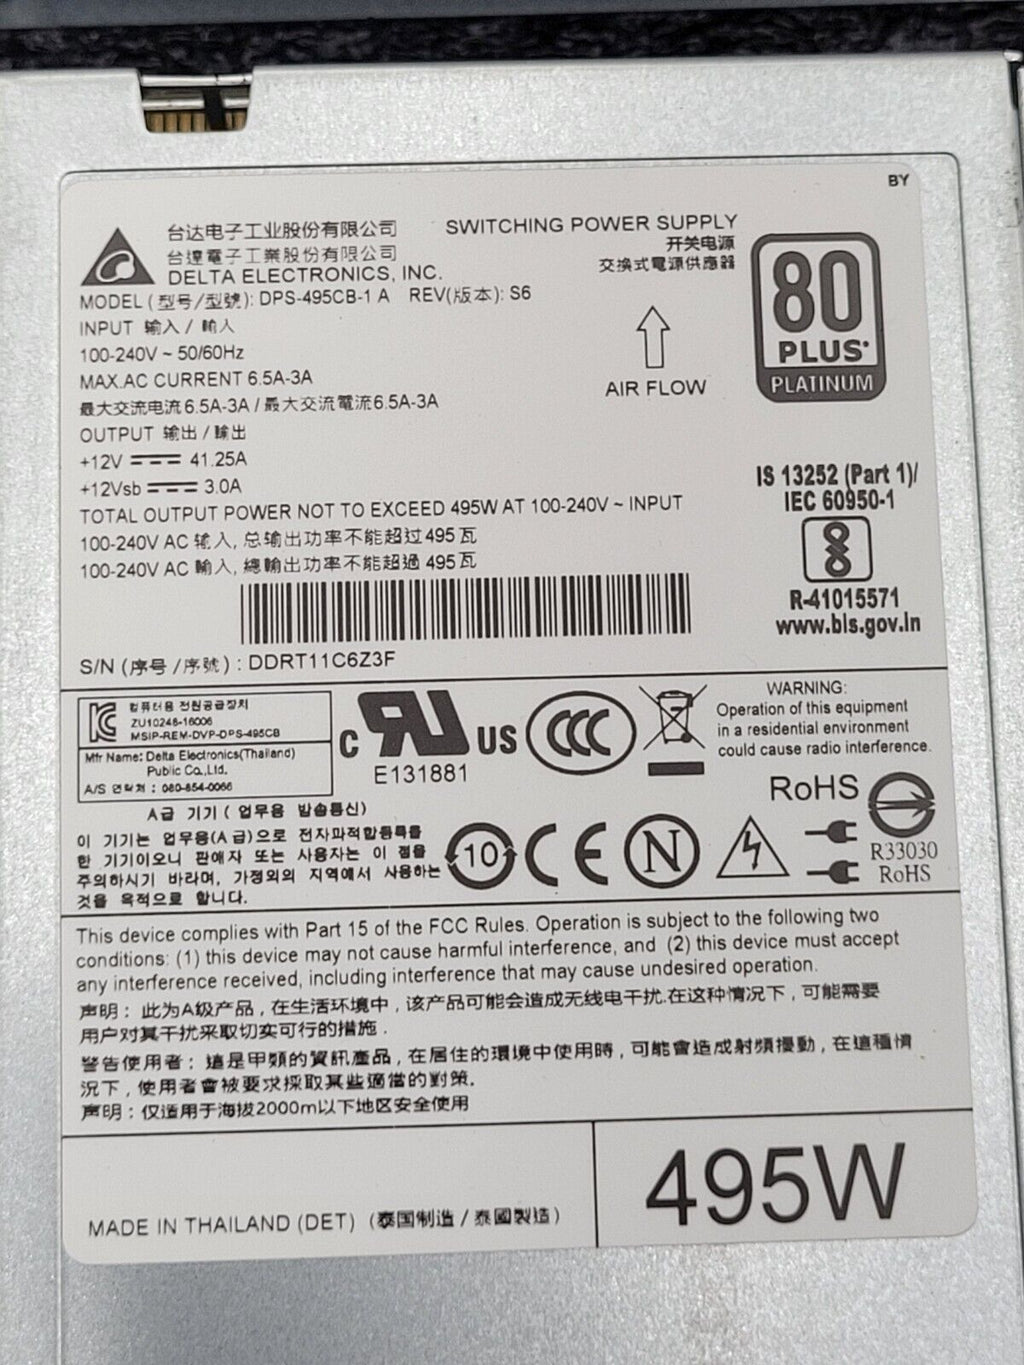 BY
台达电子工业股份有限公司
台達電子工業股份有限公司
DELTA ELECTRONICS, INC.
SWITCHING POWER SUPPLY
开关电源
交換式電源供應器
MODEL (型号/型號): DPS-495CB-1 A REV(版本): S6
INPUT 输入 / 輸入
100-240V ~ 50/60Hz
MAX.AC CURRENT 6.5A-3A
最大交流电流 6.5A-3A / 最大交流電流6.5A-3A
OUTPUT 输出 / 輸出
+12V 41.25A
+12Vsb 3.0A
TOTAL OUTPUT POWER NOT TO EXCEED 495W AT 100-240V ~ INPUT
100-240V AC 输入, 总输出功率不能超过 495 瓦
100-240V AC 輸入, 總輸出功率不能超過 495 瓦
AIR FLOW
80
PLUS
PLATINUM
IS 13252 (Part 1)/
IEC 60950-1
R-41015571
www.bis.gov.in
S/N (序号 /序號) : DDRT11C6Z3F
컴퓨터용 전원공급장치
ZU10246-16006
MSIP-REM-DVP-DPS-495CB
Mfr Name: Delta Electronics(Thailand)
Public Co.,Ltd.
A/S 연락처 : 080-854-0066
C RU US
E131881
CCC
WARNING:
Operation of this equipment
in a residential environment
could cause radio interference.
A급 기기 ( 업무용 방송통신)
이 기기는 업무용(A 급)으로 전자파적합등록을
한 기기이오니 판매자 또는 사용자는 이 점을
주의하시기 바라며, 가정외의 지역에서 사용하는
것을 목적으로 합니다.
10
CE
N
RoHS
R33030
RoHS
This device complies with Part 15 of the FCC Rules. Operation is subject to the following two
conditions: (1) this device may not cause harmful interference, and (2) this device must accept
any interference received, including interference that may cause undesired operation.
声明 : 此为A级产品 , 在生活环境中 , 该产品可能会造成无线电干扰.在这种情况下 , 可能需要
用户对其干扰采取切实可行的措施 .
警告使用者 : 這是甲類的資訊產品 , 在居住的環境中使用時 , 可能會造成射頻擾動 , 在這種情
況下 , 使用者會被要求採取某些適當的對策.
声明 : 仅适用于海拔2000m以下地区安全使用
MADE IN THAILAND (DET) (泰国制造 / 泰國製造)
495W